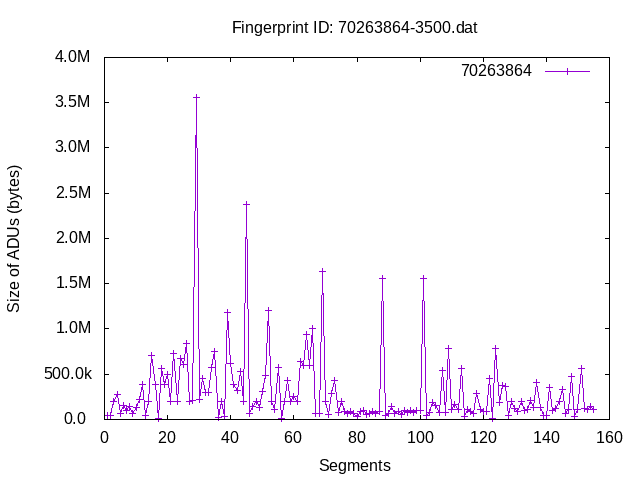 Fingerprint ID: 70263864-3500.dat
70263864
4.0M
3.5M
3.0M
2.5M
2.0M
1.5M
1.0M
500.0k
0.0
Size of ADUs (bytes)
0 20 40 60 80 100 120 140 160
Segments